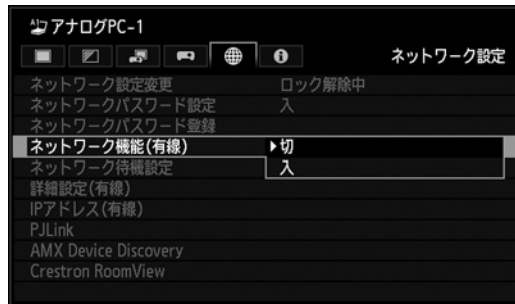 アナログPC-1
ネットワーク設定
ネットワーク設定変更 ロック解除中
ネットワークパスワード設定 入
ネットワークパスワード登録
ネットワーク機能(有線) 切
入
ネットワーク待機設定
詳細設定(有線)
IPアドレス(有線)
PJLink
AMX Device Discovery
Crestron RoomView